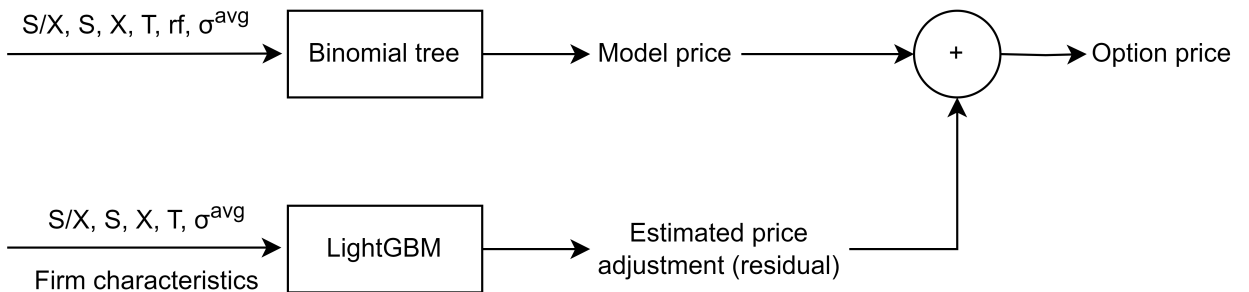 S/X, S, X, T, rf, σ^avg
Binomial tree
Model price
+
Option price
S/X, S, X, T, σ^avg
Firm characteristics
LightGBM
Estimated price
adjustment (residual)